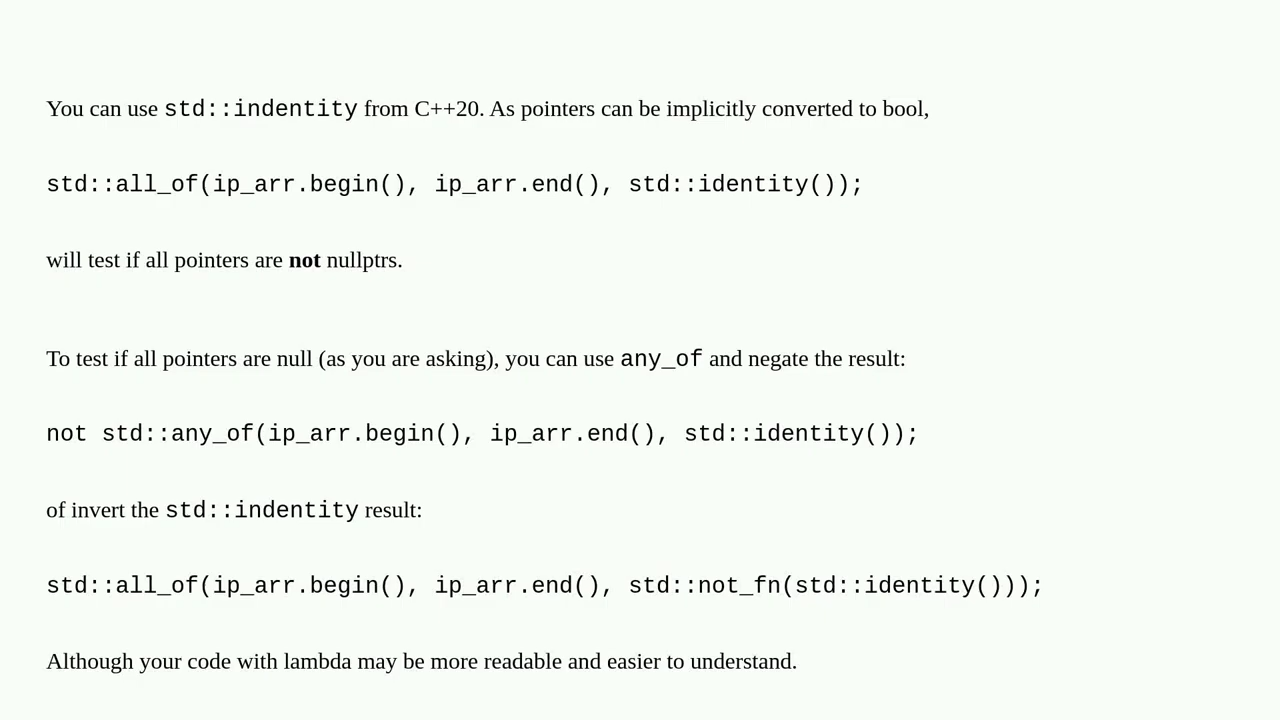 You can use std::indentity from C++20. As pointers can be implicitly converted to bool,
std::all_of(ip_arr.begin(), ip_arr.end(), std::identity());
will test if all pointers are not nullptrs.
To test if all pointers are null (as you are asking), you can use any_of and negate the result:
not std::any_of(ip_arr.begin(), ip_arr.end(), std::identity());
of invert the std::indentity result:
std::all_of(ip_arr.begin(), ip_arr.end(), std::not_fn(std::identity()));
Although your code with lambda may be more readable and easier to understand.